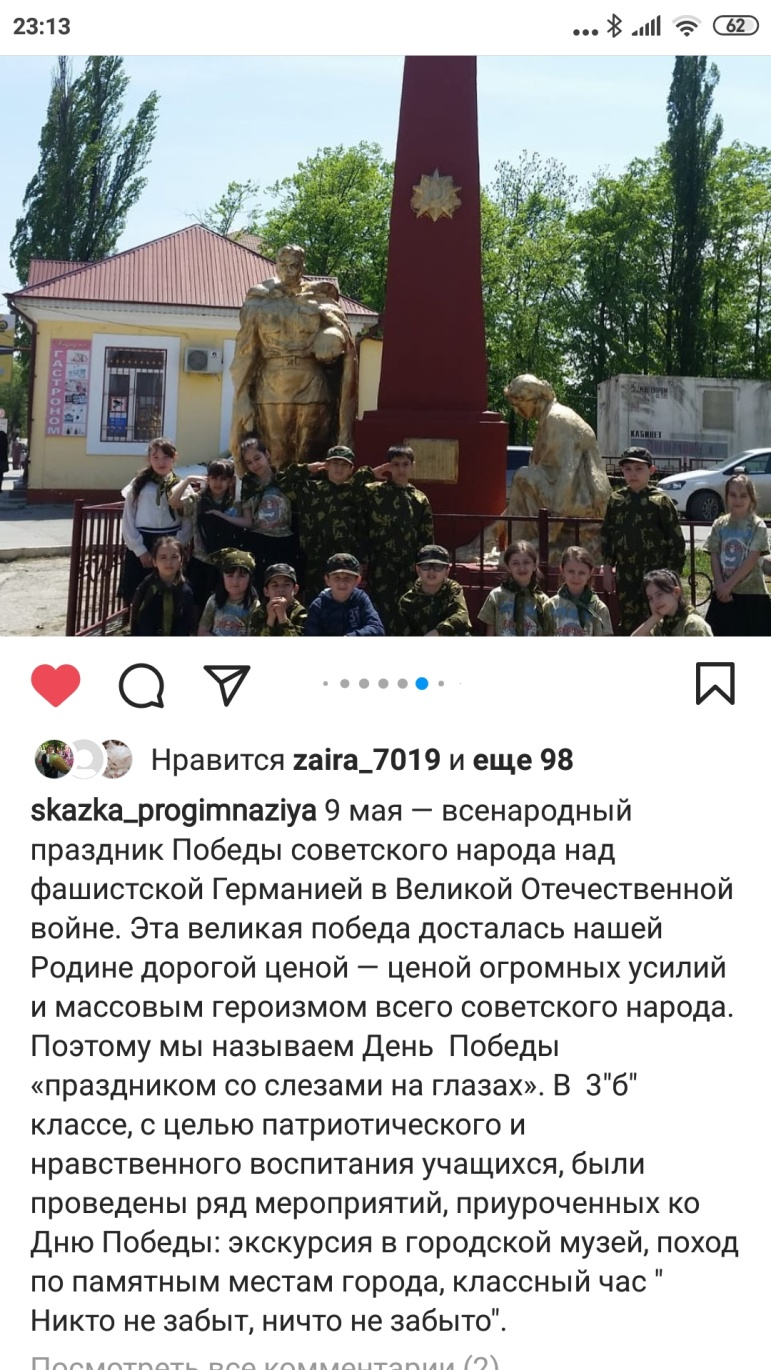 23:13
62
ГАСТРОНОМ
КАБИНЕТ
Нравится zaira_7019 и еще 98
skazka_progimnaziya 9 мая — всенародный
праздник Победы советского народа над
фашистской Германией в Великой Отечественной
войне. Эта великая победа досталась нашей
Родине дорогой ценой — ценой огромных усилий
и массовым героизмом всего советского народа.
Поэтому мы называем День  Победы
«праздником со слезами на глазах». В  3"б"
классе, с целью патриотического и
нравственного воспитания учащихся, были
проведены ряд мероприятий, приуроченных ко
Дню Победы: экскурсия в городской музей, поход
по памятным местам города, классный час "
Никто не забыт, ничто не забыто".
Посмотреть все комментарии (2)